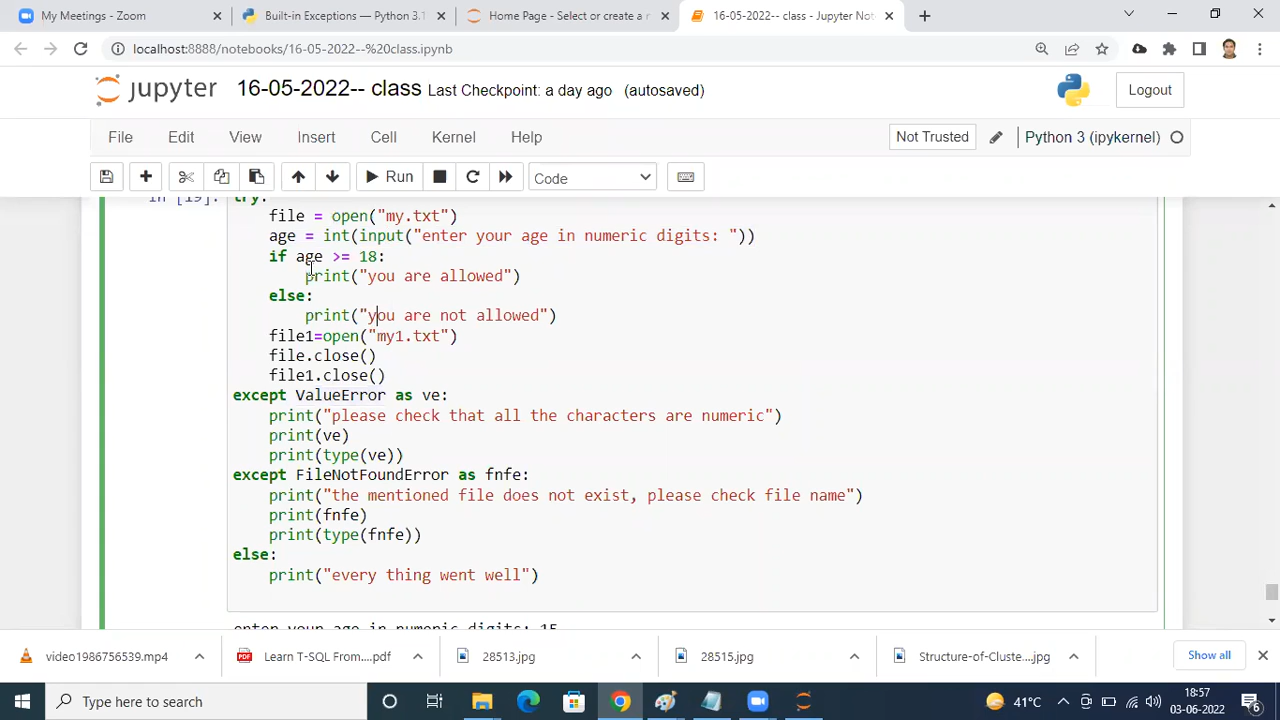 My Meetings - Zoom
Built-in Exceptions — Python 3.1
Home Page - Select or create a n
16-05-2022-- class - Jupyter Not
localhost:8888/notebooks/16-05-2022--%20class.ipynb
jupyter 16-05-2022-- class Last Checkpoint: a day ago (autosaved)
Logout
File Edit View Insert Cell Kernel Help
Not Trusted
Python 3 (ipykernel)
Run
Code
In [19]: try:
file = open("my.txt")
age = int(input("enter your age in numeric digits: "))
if age >= 18:
print("you are allowed")
else:
print("you are not allowed")
file1=open("my1.txt")
file.close()
file1.close()
except ValueError as ve:
print("please check that all the characters are numeric")
print(ve)
print(type(ve))
except FileNotFoundError as fnfe:
print("the mentioned file does not exist, please check file name")
print(fnfe)
print(type(fnfe))
else:
print("every thing went well")
enter your age in numeric digits: 15
video1986756539.mp4
Learn T-SQL From....pdf
28513.jpg
28515.jpg
Structure-of-Cluste....jpg
Show all
Type here to search
41°C
18:57
03-06-2022
6